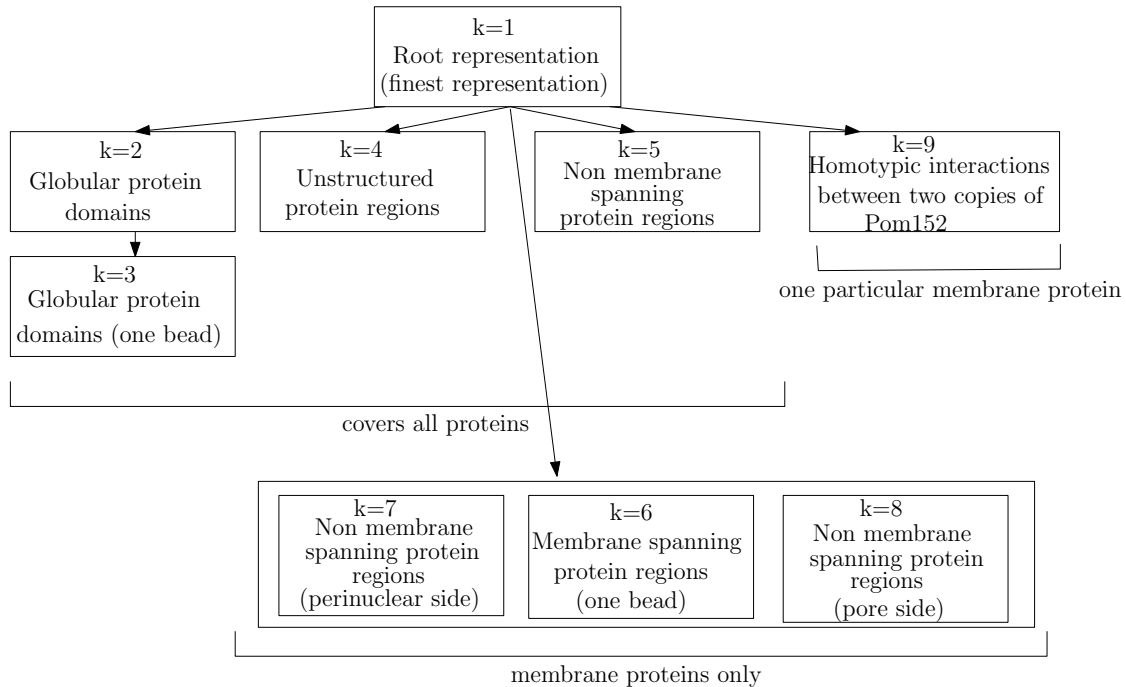 k=1
Root representation
(finest representation)
k=2
Globular protein
domains
k=4
Unstructured
protein regions
k=5
Non membrane
spanning
protein regions
k=9
Homotypic interactions
between two copies of
Pom152
k=3
Globular protein
domains (one bead)
one particular membrane protein
covers all proteins
k=7
Non membrane
spanning protein
regions
(perinuclear side)
k=6
Membrane spanning
protein regions
(one bead)
k=8
Non membrane
spanning protein
regions
(pore side)
membrane proteins only